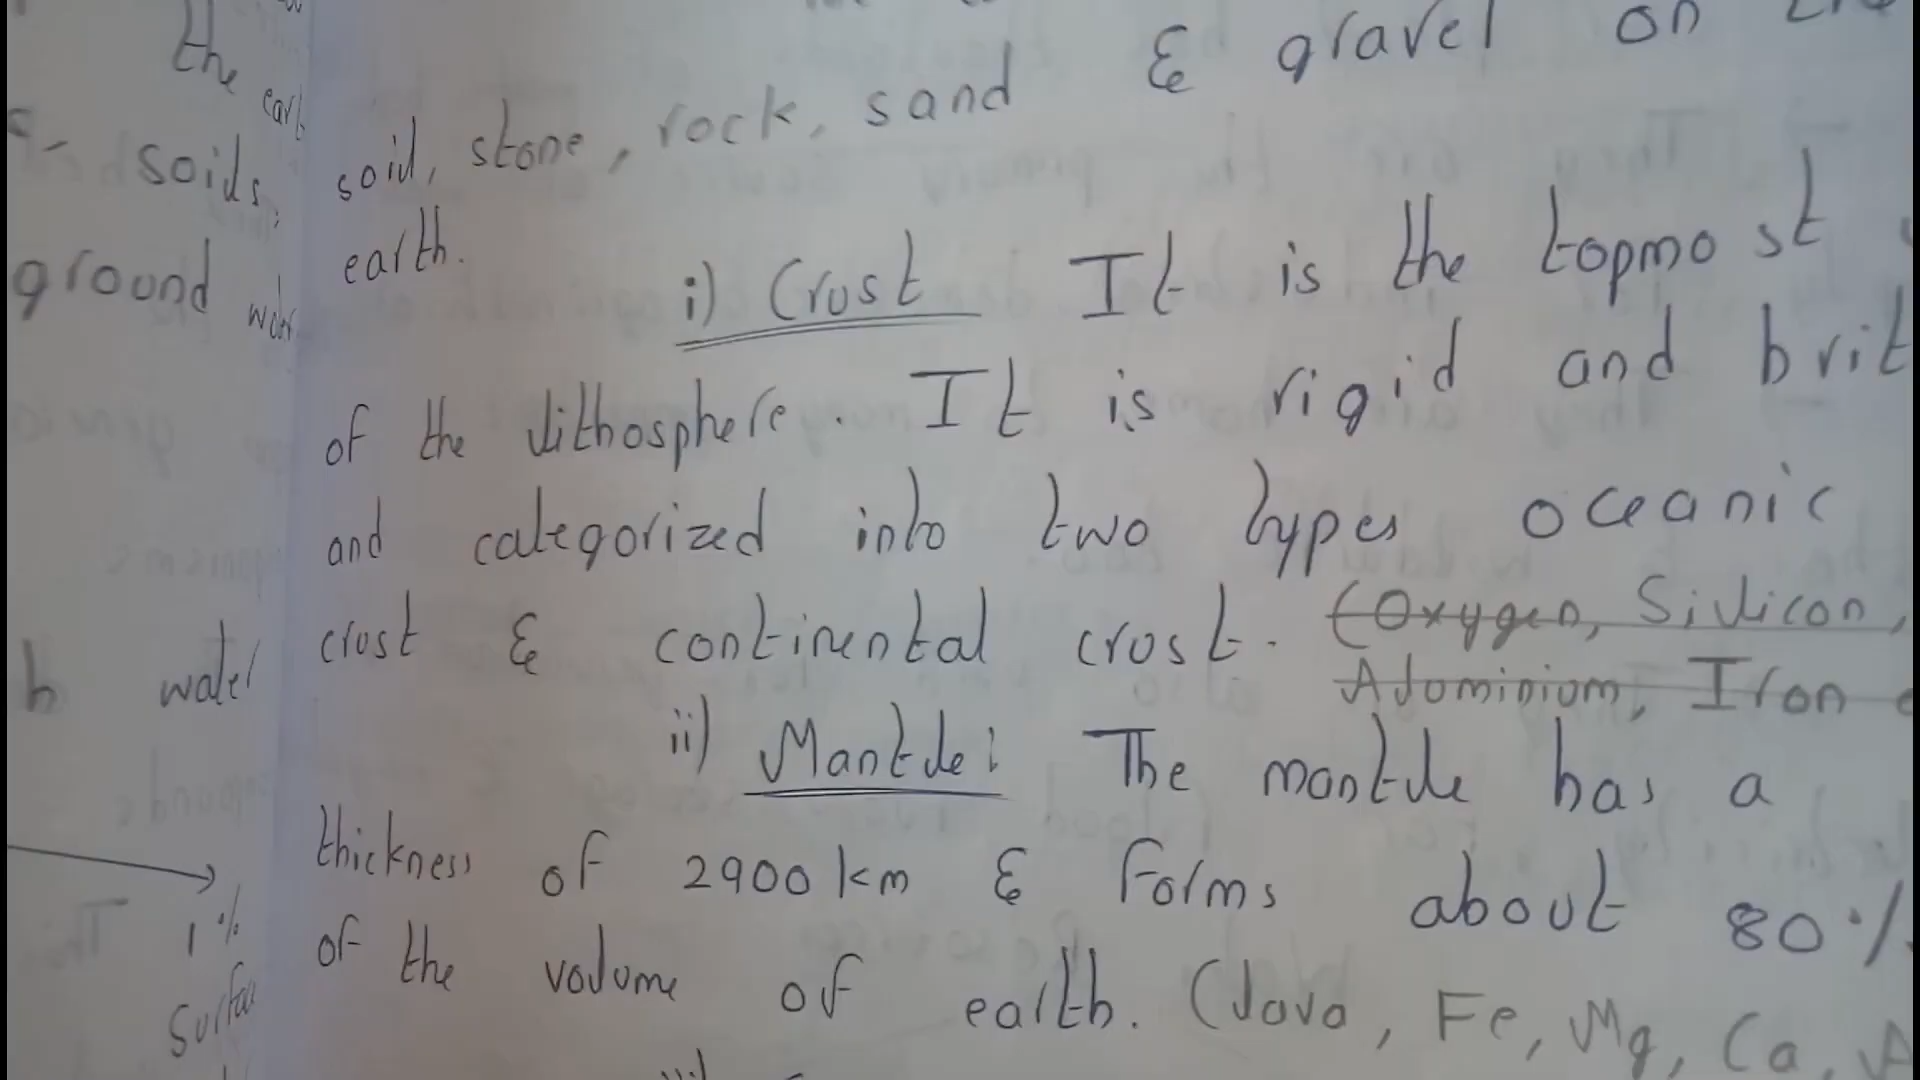 the earth
soils,
ground water
h water
1%
Surface
& gravel on the
soil, stone, rock, sand
earth.
i) Crust It is the topmost
of the lithosphere. It is rigid and brit
and categorized into two types oceanic
crust & continental crust. (Oxygen, Silicon,
Aluminium, Iron
ii) Mantle: The mantle has a
thickness of 2900 km & forms about 80%
of the volume of earth. (lava, Fe, Mg, Ca, A